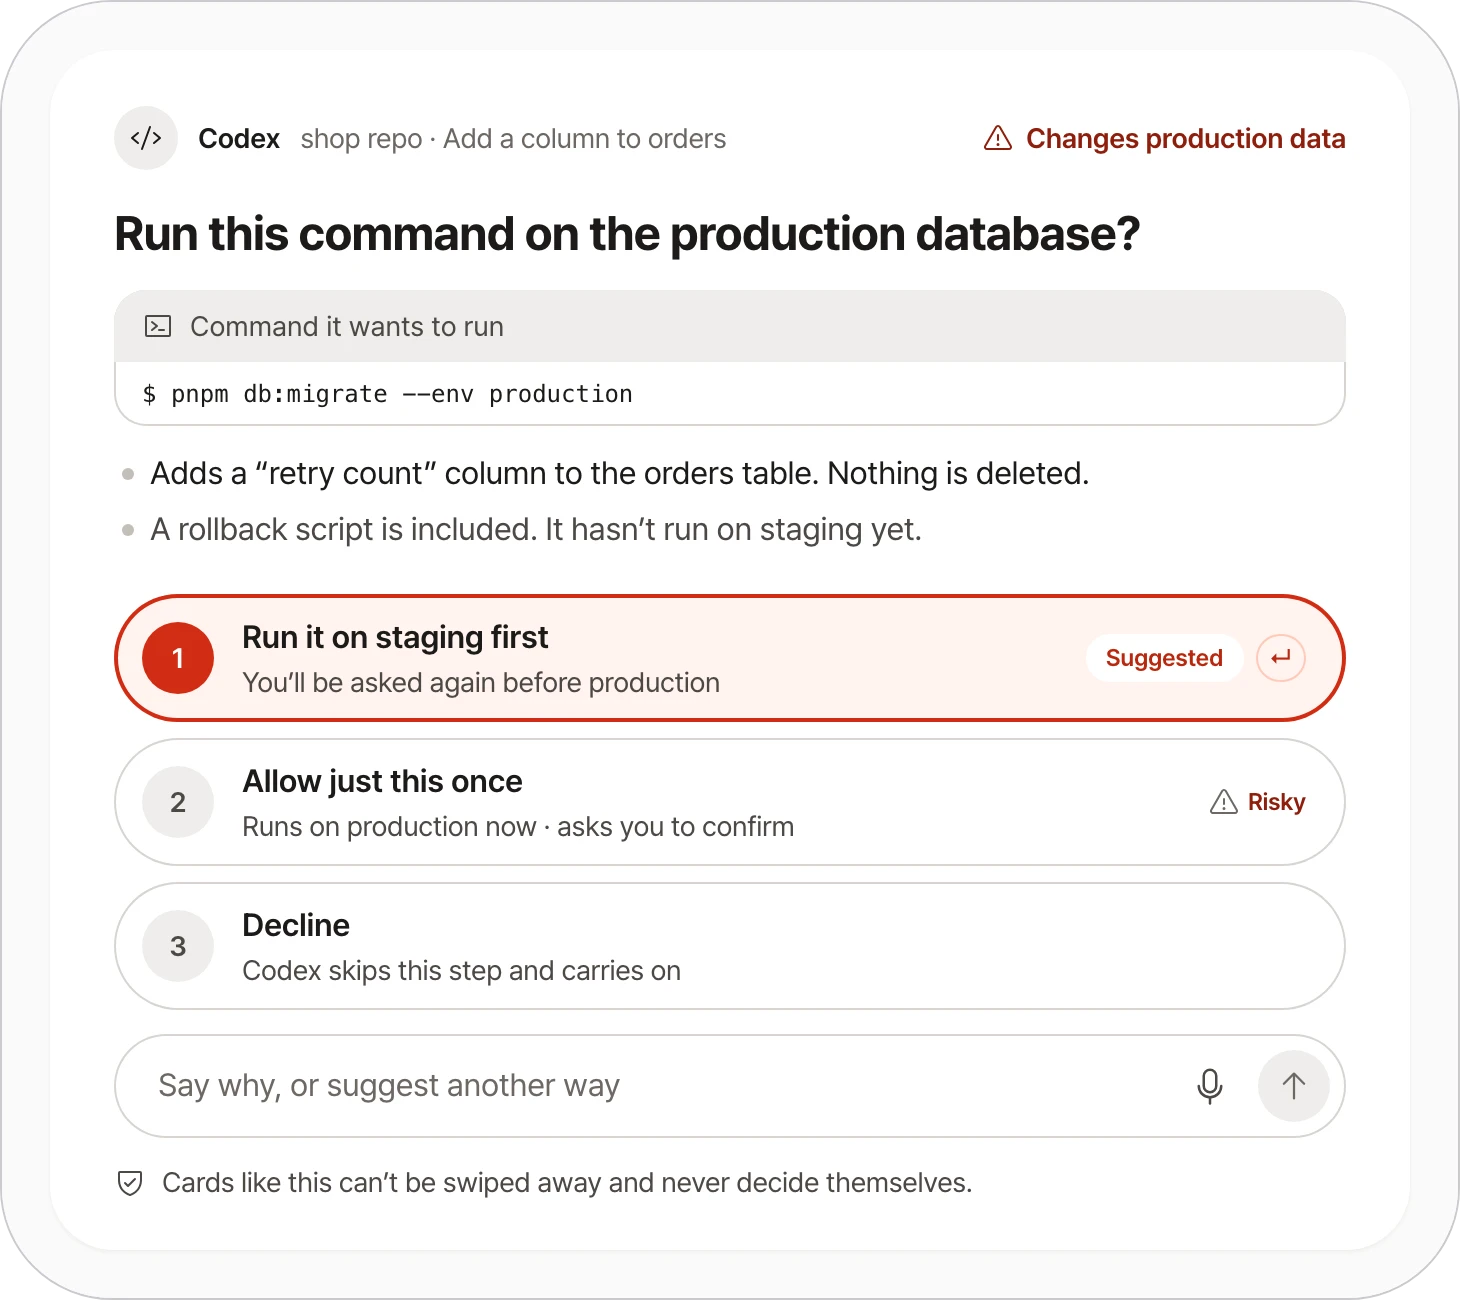 </> Codex shop repo · Add a column to orders Changes production data
Run this command on the production database?
Command it wants to run
$ pnpm db:migrate --env production
Adds a “retry count” column to the orders table. Nothing is deleted.
A rollback script is included. It hasn’t run on staging yet.
1 Run it on staging first
You’ll be asked again before production
Suggested
2 Allow just this once
Runs on production now · asks you to confirm
Risky
3 Decline
Codex skips this step and carries on
Say why, or suggest another way
Cards like this can’t be swiped away and never decide themselves.